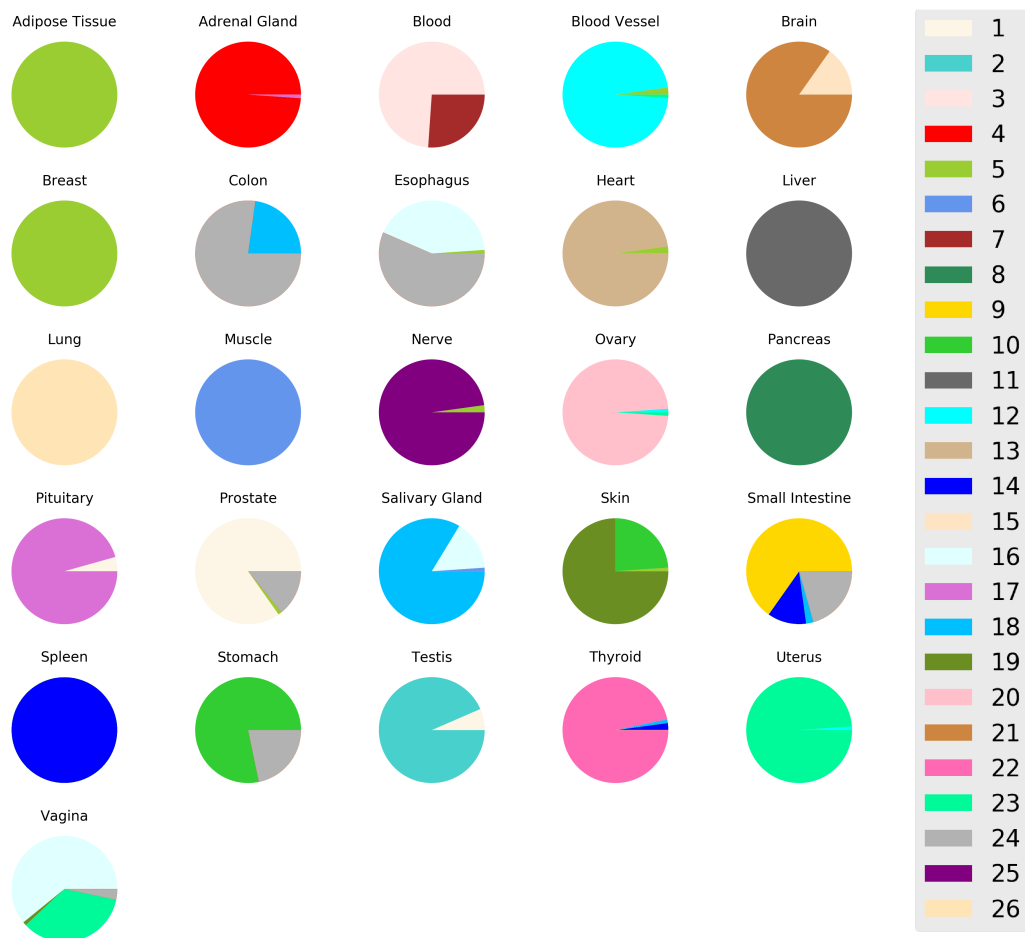 Adipose Tissue
Adrenal Gland
Blood
Blood Vessel
Brain
Breast
Colon
Esophagus
Heart
Liver
Lung
Muscle
Nerve
Ovary
Pancreas
Pituitary
Prostate
Salivary Gland
Skin
Small Intestine
Spleen
Stomach
Testis
Thyroid
Uterus
Vagina
1
2
3
4
5
6
7
8
9
10
11
12
13
14
15
16
17
18
19
20
21
22
23
24
25
26